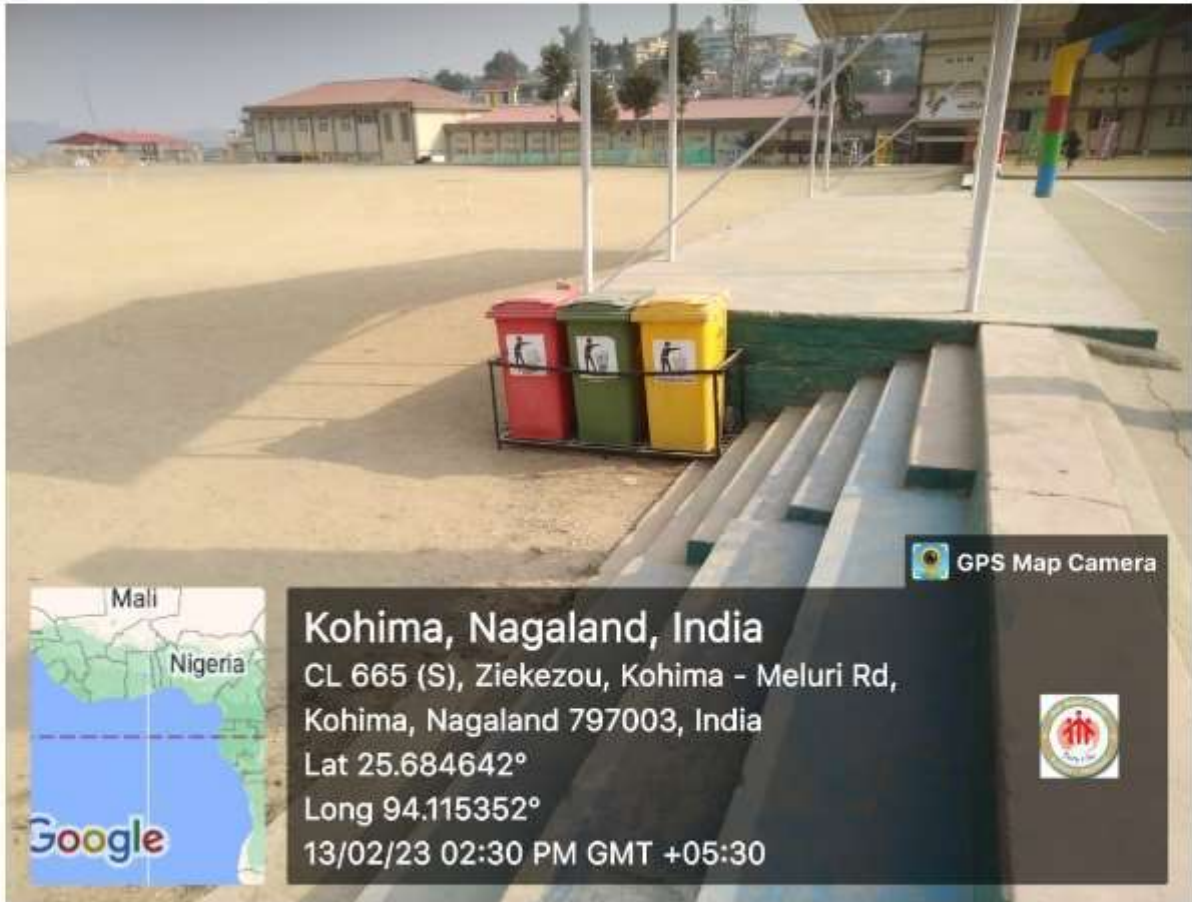 GPS Map Camera
Mali
Nigeria
Google
Kohima, Nagaland, India
CL 665 (S), Ziekezou, Kohima - Meluri Rd,
Kohima, Nagaland 797003, India
Lat 25.684642°
Long 94.115352°
13/02/23 02:30 PM GMT +05:30